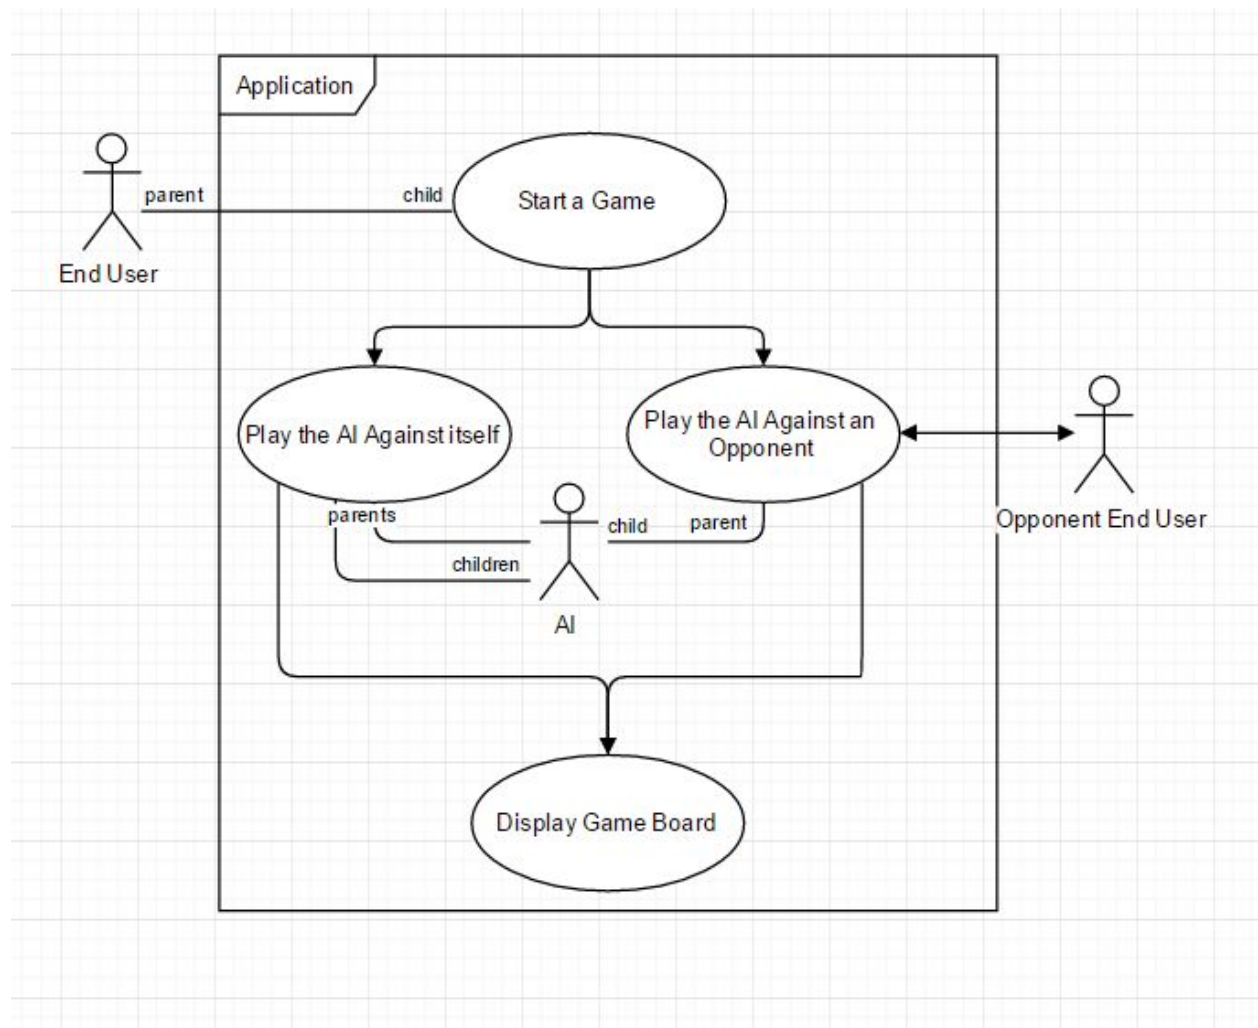 Application
parent
child
Start a Game
End User
Play the AI Against itself
Play the AI Against an
Opponent
parents
child
parent
Opponent End User
children
AI
Display Game Board